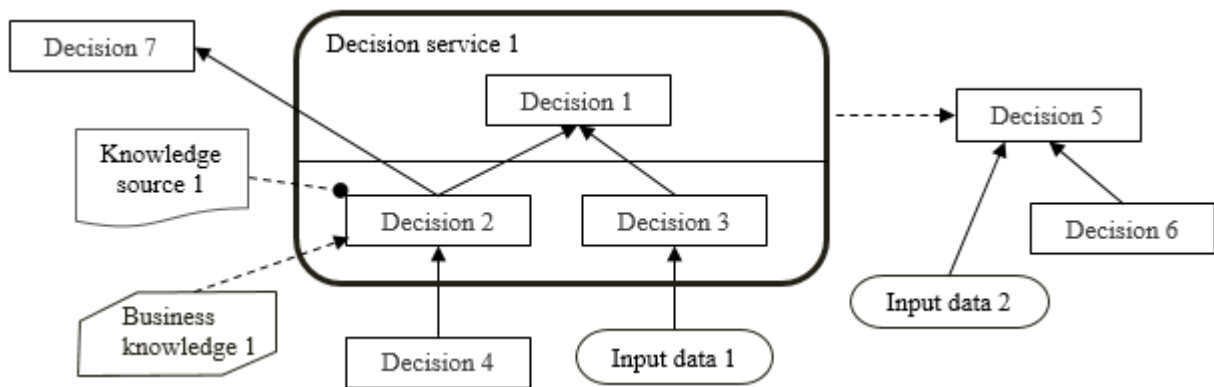 Decision 7
Decision service 1
Decision 1
Decision 5
Knowledge
source 1
Decision 2
Decision 3
Decision 6
Business
knowledge 1
Input data 2
Decision 4
Input data 1